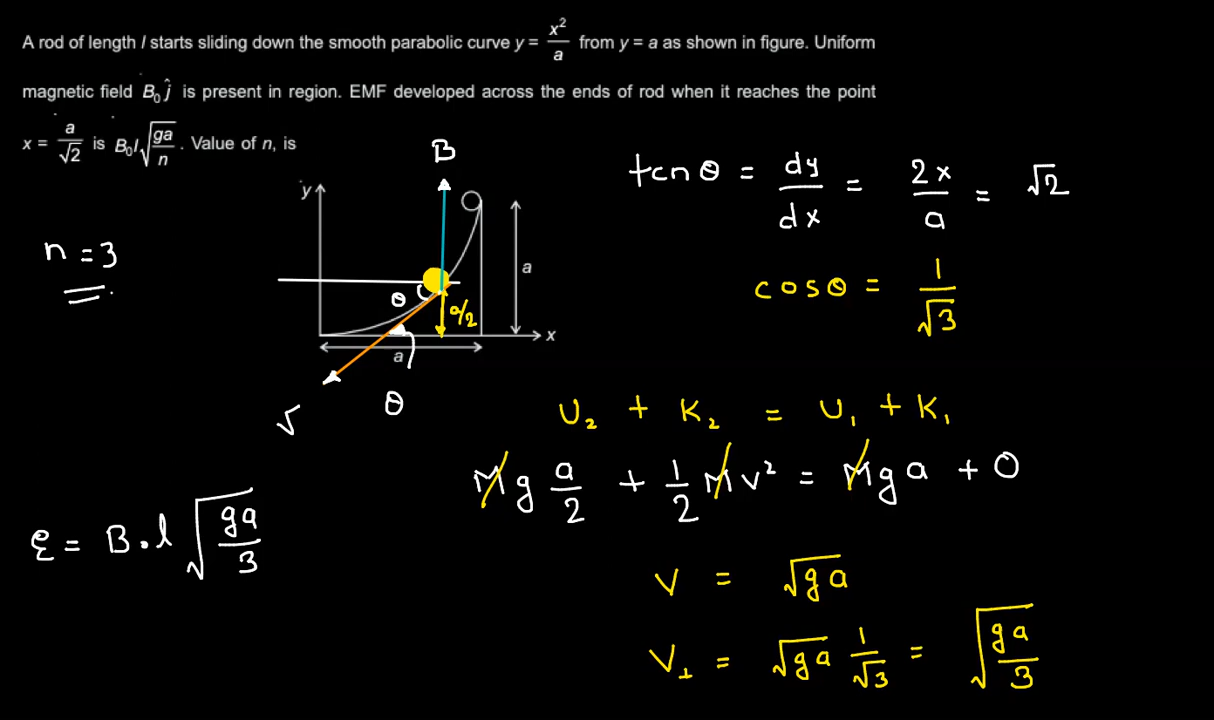 A rod of length l starts sliding down the smooth parabolic curve y = x²/a from y = a as shown in figure. Uniform
magnetic field B₀ĵ is present in region. EMF developed across the ends of rod when it reaches the point
x = a/√2 is B₀l√(ga/n). Value of n, is
n = 3
y
B
a
θ
a/2
x
a
θ
v
tanθ = dy/dx = 2x/a = √2
cosθ = 1/√3
U₂ + K₂ = U₁ + K₁
Mg a/2 + 1/2 Mv² = Mga + 0
ε = B₀l√(ga/3)
v = √ga
v⊥ = √ga 1/√3 = √(ga/3)